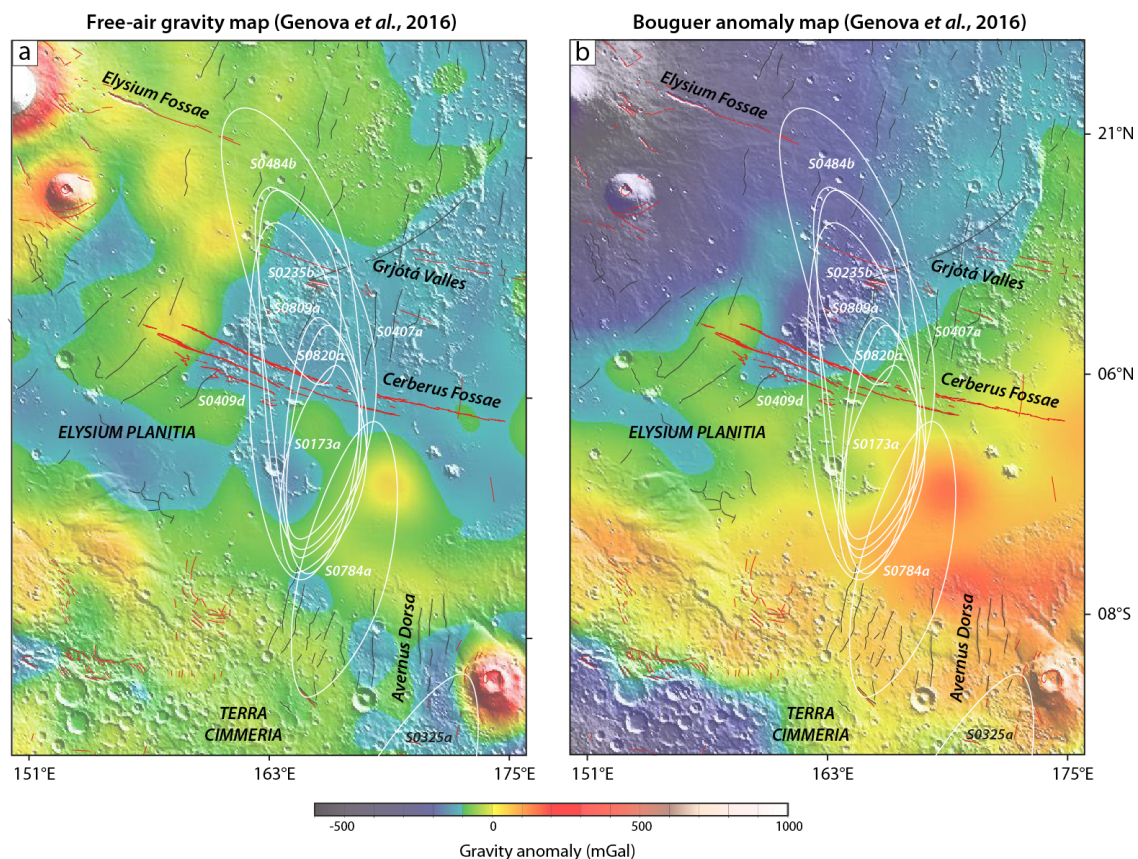 Free-air gravity map (Genova et al., 2016)
Bouguer anomaly map (Genova et al., 2016)
a
Elysium Fossae
S0484b
S0235b
Grjótá Valles
S0809a
S0407a
S0820a
Cerberus Fossae
S0409d
ELYSIUM PLANITIA
S0173a
S0784a
Avernus Dorsa
TERRA
CIMMERIA
S0325a
151°E
163°E
175°E
b
Elysium Fossae
S0484b
S0235b
Grjótá Valles
S0809a
S0407a
S0820a
Cerberus Fossae
S0409d
ELYSIUM PLANITIA
S0173a
S0784a
Avernus Dorsa
TERRA
CIMMERIA
S0325a
21°N
06°N
08°S
151°E
163°E
175°E
-500
0
500
1000
Gravity anomaly (mGal)